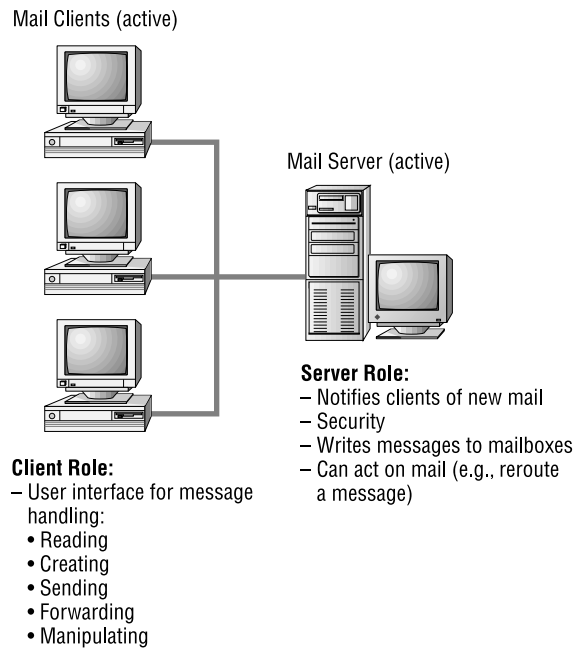 Mail Clients (active)
Mail Server (active)
Server Role:
– Notifies clients of new mail
– Security
– Writes messages to mailboxes
– Can act on mail (e.g., reroute
a message)
Client Role:
– User interface for message
handling:
• Reading
• Creating
• Sending
• Forwarding
• Manipulating